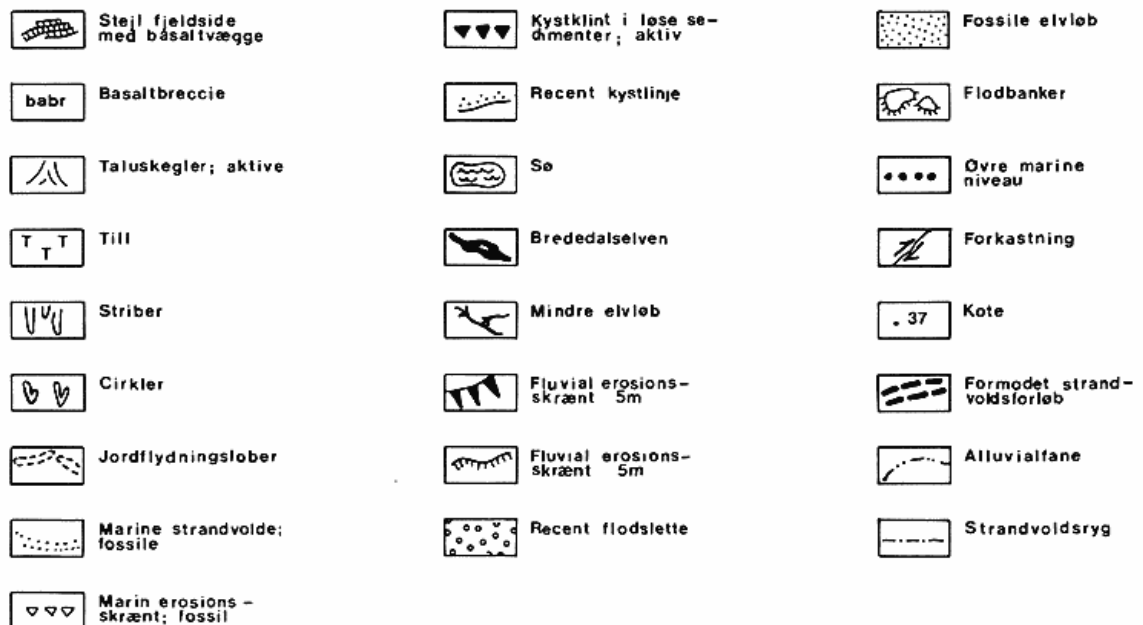 Stejl fjeldside
med basaltvægge
babr
Basaltbreccie
Taluskegler; aktive
T T
T
Till
Striber
Cirkler
Jordflydningslober
Marine strandvolde;
fossile
Marin erosions-
skrænt; fossil
Kystklint i løse se-
dimenter; aktiv
Recent kystlinje
Sø
Brededalselven
Mindre elvløb
Fluvial erosions-
skrænt 5m
Fluvial erosions-
skrænt 5m
Recent flodslette
Fossile elvløb
Flodbanker
Øvre marine
niveau
Forkastning
. 37
Kote
Formodet strand-
voldsforløb
Alluvialfane
Strandvoldsryg